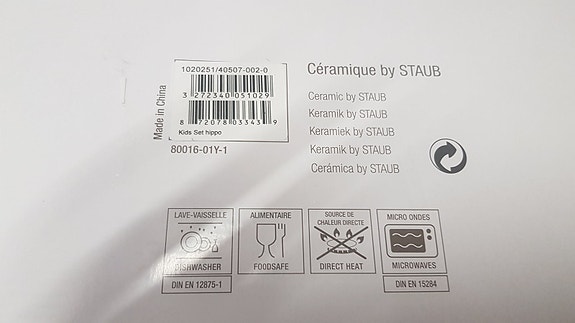 Made in China
1020251/40507-002-0
3 272340 051029
8 72078 03343 9
Kids Set hippo
80016-01Y-1
Céramique by STAUB
Ceramic by STAUB
Keramik by STAUB
Keramiek by STAUB
Keramik by STAUB
Cerámica by STAUB
LAVE-VAISSELLE
DISHWASHER
DIN EN 12875-1
ALIMENTAIRE
FOODSAFE
SOURCE DE
CHALEUR DIRECTE
DIRECT HEAT
MICRO ONDES
MICROWAVES
DIN EN 15284